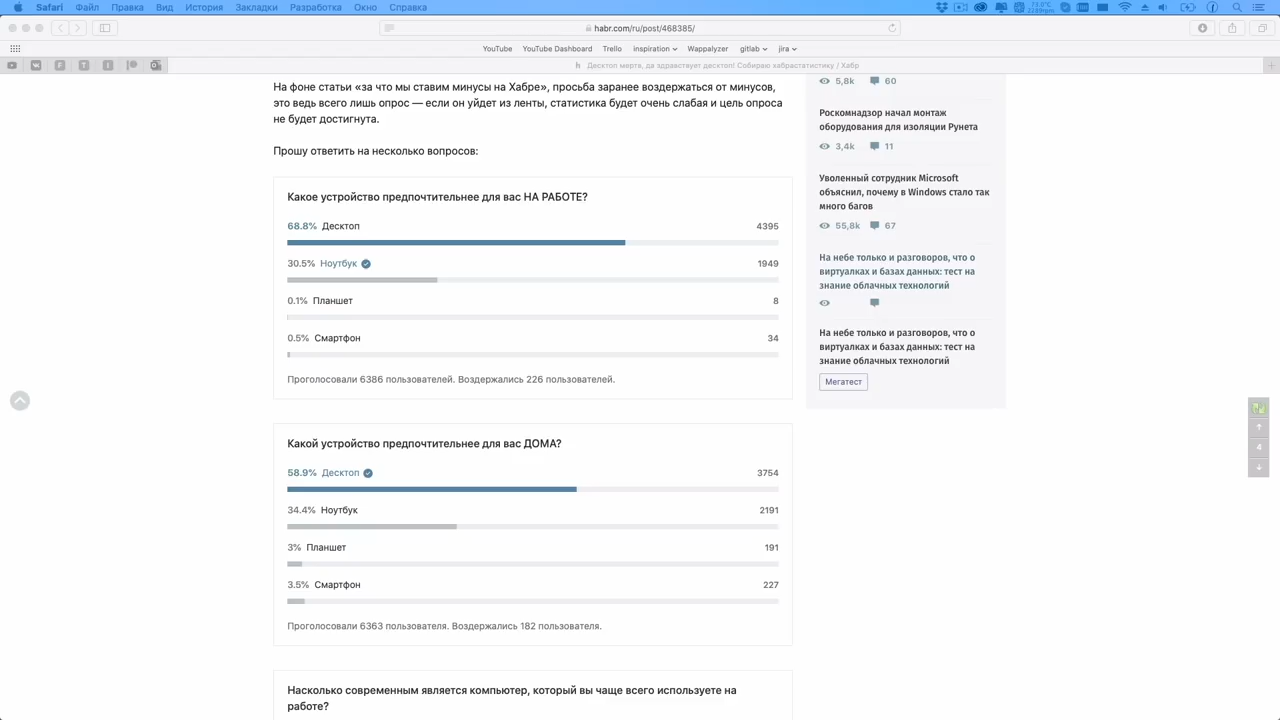 Safari Файл Правка Вид История Закладки Разработка Окно Справка
habr.com/ru/post/468385/
YouTube YouTube Dashboard Trello inspiration Wappalyzer gitlab jira
Десктоп мертв, да здравствует десктоп! Собираю хабрастатистику / Хабр
На фоне статьи «за что мы ставим минусы на Хабре», просьба заранее воздержаться от минусов,
это ведь всего лишь опрос — если он уйдет из ленты, статистика будет очень слабая и цель опроса
не будет достигнута.
Прошу ответить на несколько вопросов:
Какое устройство предпочтительнее для вас НА РАБОТЕ?
68.8% Десктоп 4395
30.5% Ноутбук 1949
0.1% Планшет 8
0.5% Смартфон 34
Проголосовали 6386 пользователей. Воздержались 226 пользователей.
Какой устройство предпочтительнее для вас ДОМА?
58.9% Десктоп 3754
34.4% Ноутбук 2191
3% Планшет 191
3.5% Смартфон 227
Проголосовали 6363 пользователя. Воздержались 182 пользователя.
Насколько современным является компьютер, который вы чаще всего используете на
работе?
5,8k 60
Роскомнадзор начал монтаж
оборудования для изоляции Рунета
3,4k 11
Уволенный сотрудник Microsoft
объяснил, почему в Windows стало так
много багов
55,8k 67
На небе только и разговоров, что о
виртуалках и базах данных: тест на
знание облачных технологий
На небе только и разговоров, что о
виртуалках и базах данных: тест на
знание облачных технологий
Мегатест
4